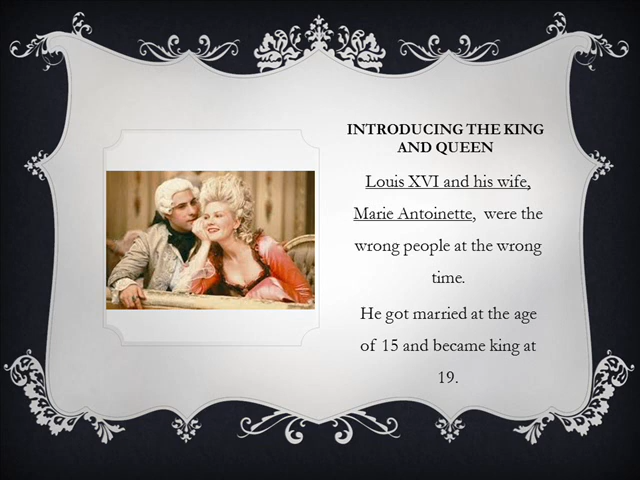 INTRODUCING THE KING
AND QUEEN
Louis XVI and his wife,
Marie Antoinette, were the
wrong people at the wrong
time.
He got married at the age
of 15 and became king at
19.